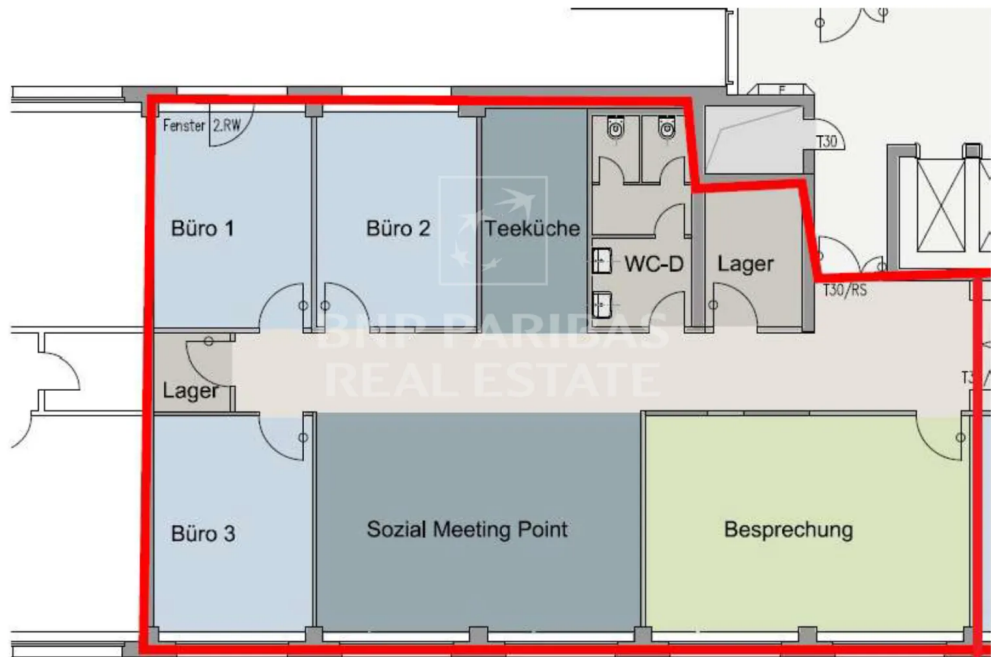 F
Fenster 2.RW
T30
Büro 1
Büro 2
Teeküche
WC-D
Lager
T30/RS
BNP PARIBAS
REAL ESTATE
Lager
Büro 3
Sozial Meeting Point
Besprechung